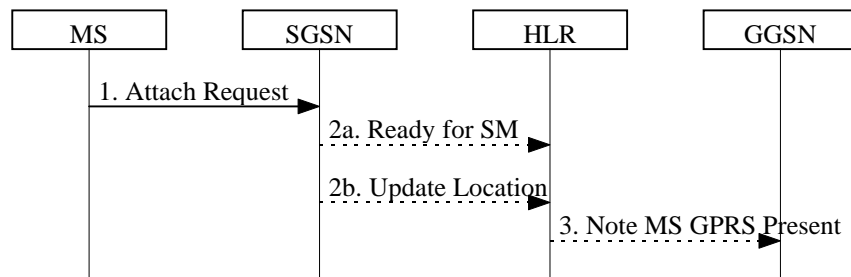 MS SGSN HLR GGSN
1. Attach Request
2a. Ready for SM
2b. Update Location
3. Note MS GPRS Present